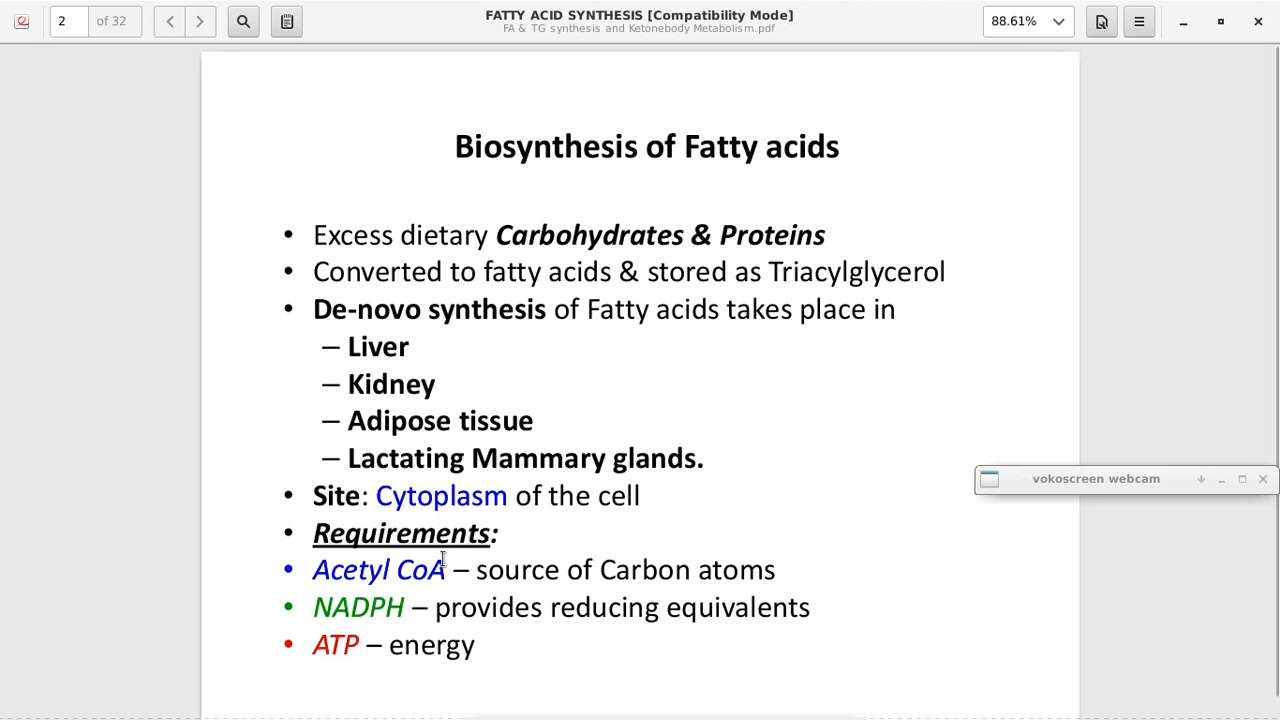 2 of 32
FATTY ACID SYNTHESIS [Compatibility Mode]
FA & TG synthesis and Ketonebody Metabolism.pdf
88.61%
Biosynthesis of Fatty acids
• Excess dietary Carbohydrates & Proteins
• Converted to fatty acids & stored as Triacylglycerol
• De-novo synthesis of Fatty acids takes place in
– Liver
– Kidney
– Adipose tissue
– Lactating Mammary glands.
• Site: Cytoplasm of the cell
vokoscreen webcam
• Requirements:
• Acetyl CoA – source of Carbon atoms
• NADPH – provides reducing equivalents
• ATP – energy